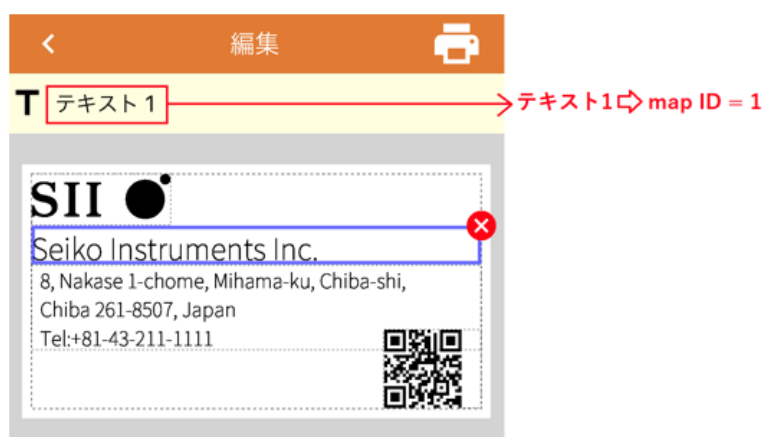 編集
T テキスト 1
テキスト1⇨ map ID = 1
SII
Seiko Instruments Inc.
8, Nakase 1-chome, Mihama-ku, Chiba-shi,
Chiba 261-8507, Japan
Tel:+81-43-211-1111